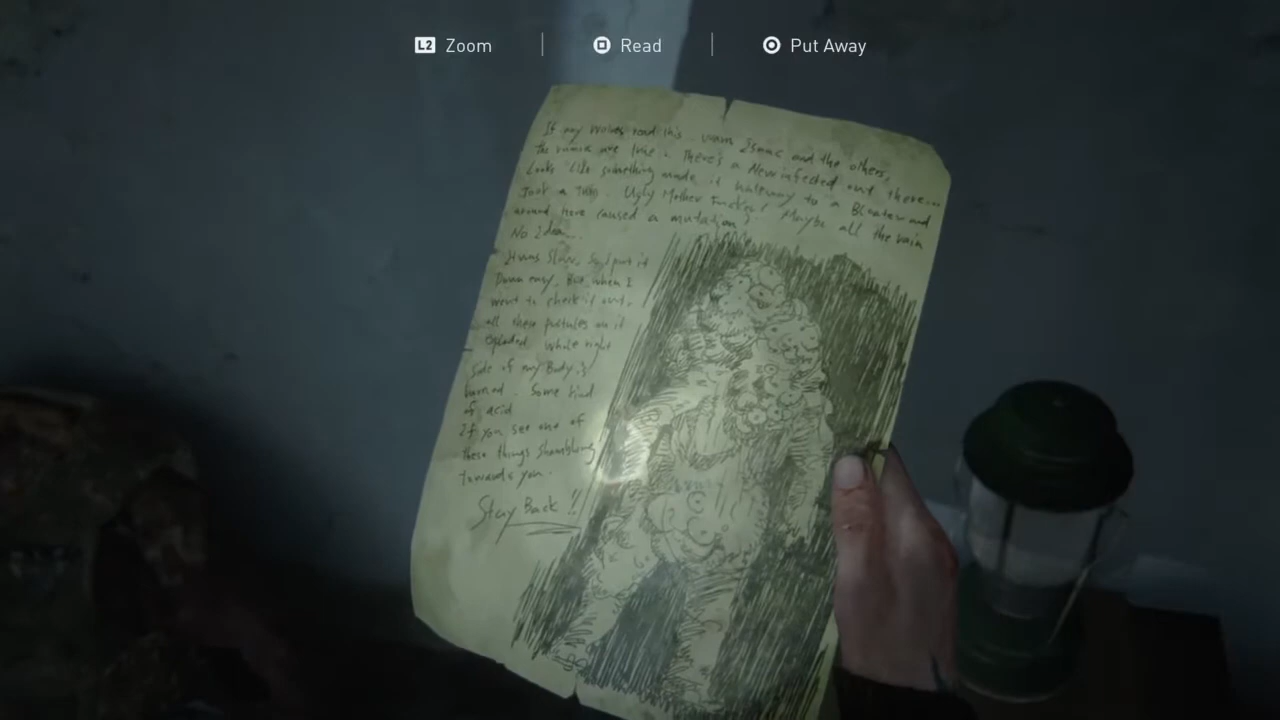 L2 Zoom | Read | Put Away
If any wolves read this.. warn Isaac and the others,
The rumors are true. There's a New infected out there...
Looks like something made it halfway to a Bloater and
Just a turn. Ugly Mother Fucker! Maybe all the rain
around here caused a mutation?
No Idea...
It was Slow, So I put it
Down easy. But when I
went to check it out,
all these pustules on it
Exploded. Whole right
side of my Body is
burned. Some kind
of acid
If you see one of
these things Shambling
towards you..
Stay Back!!